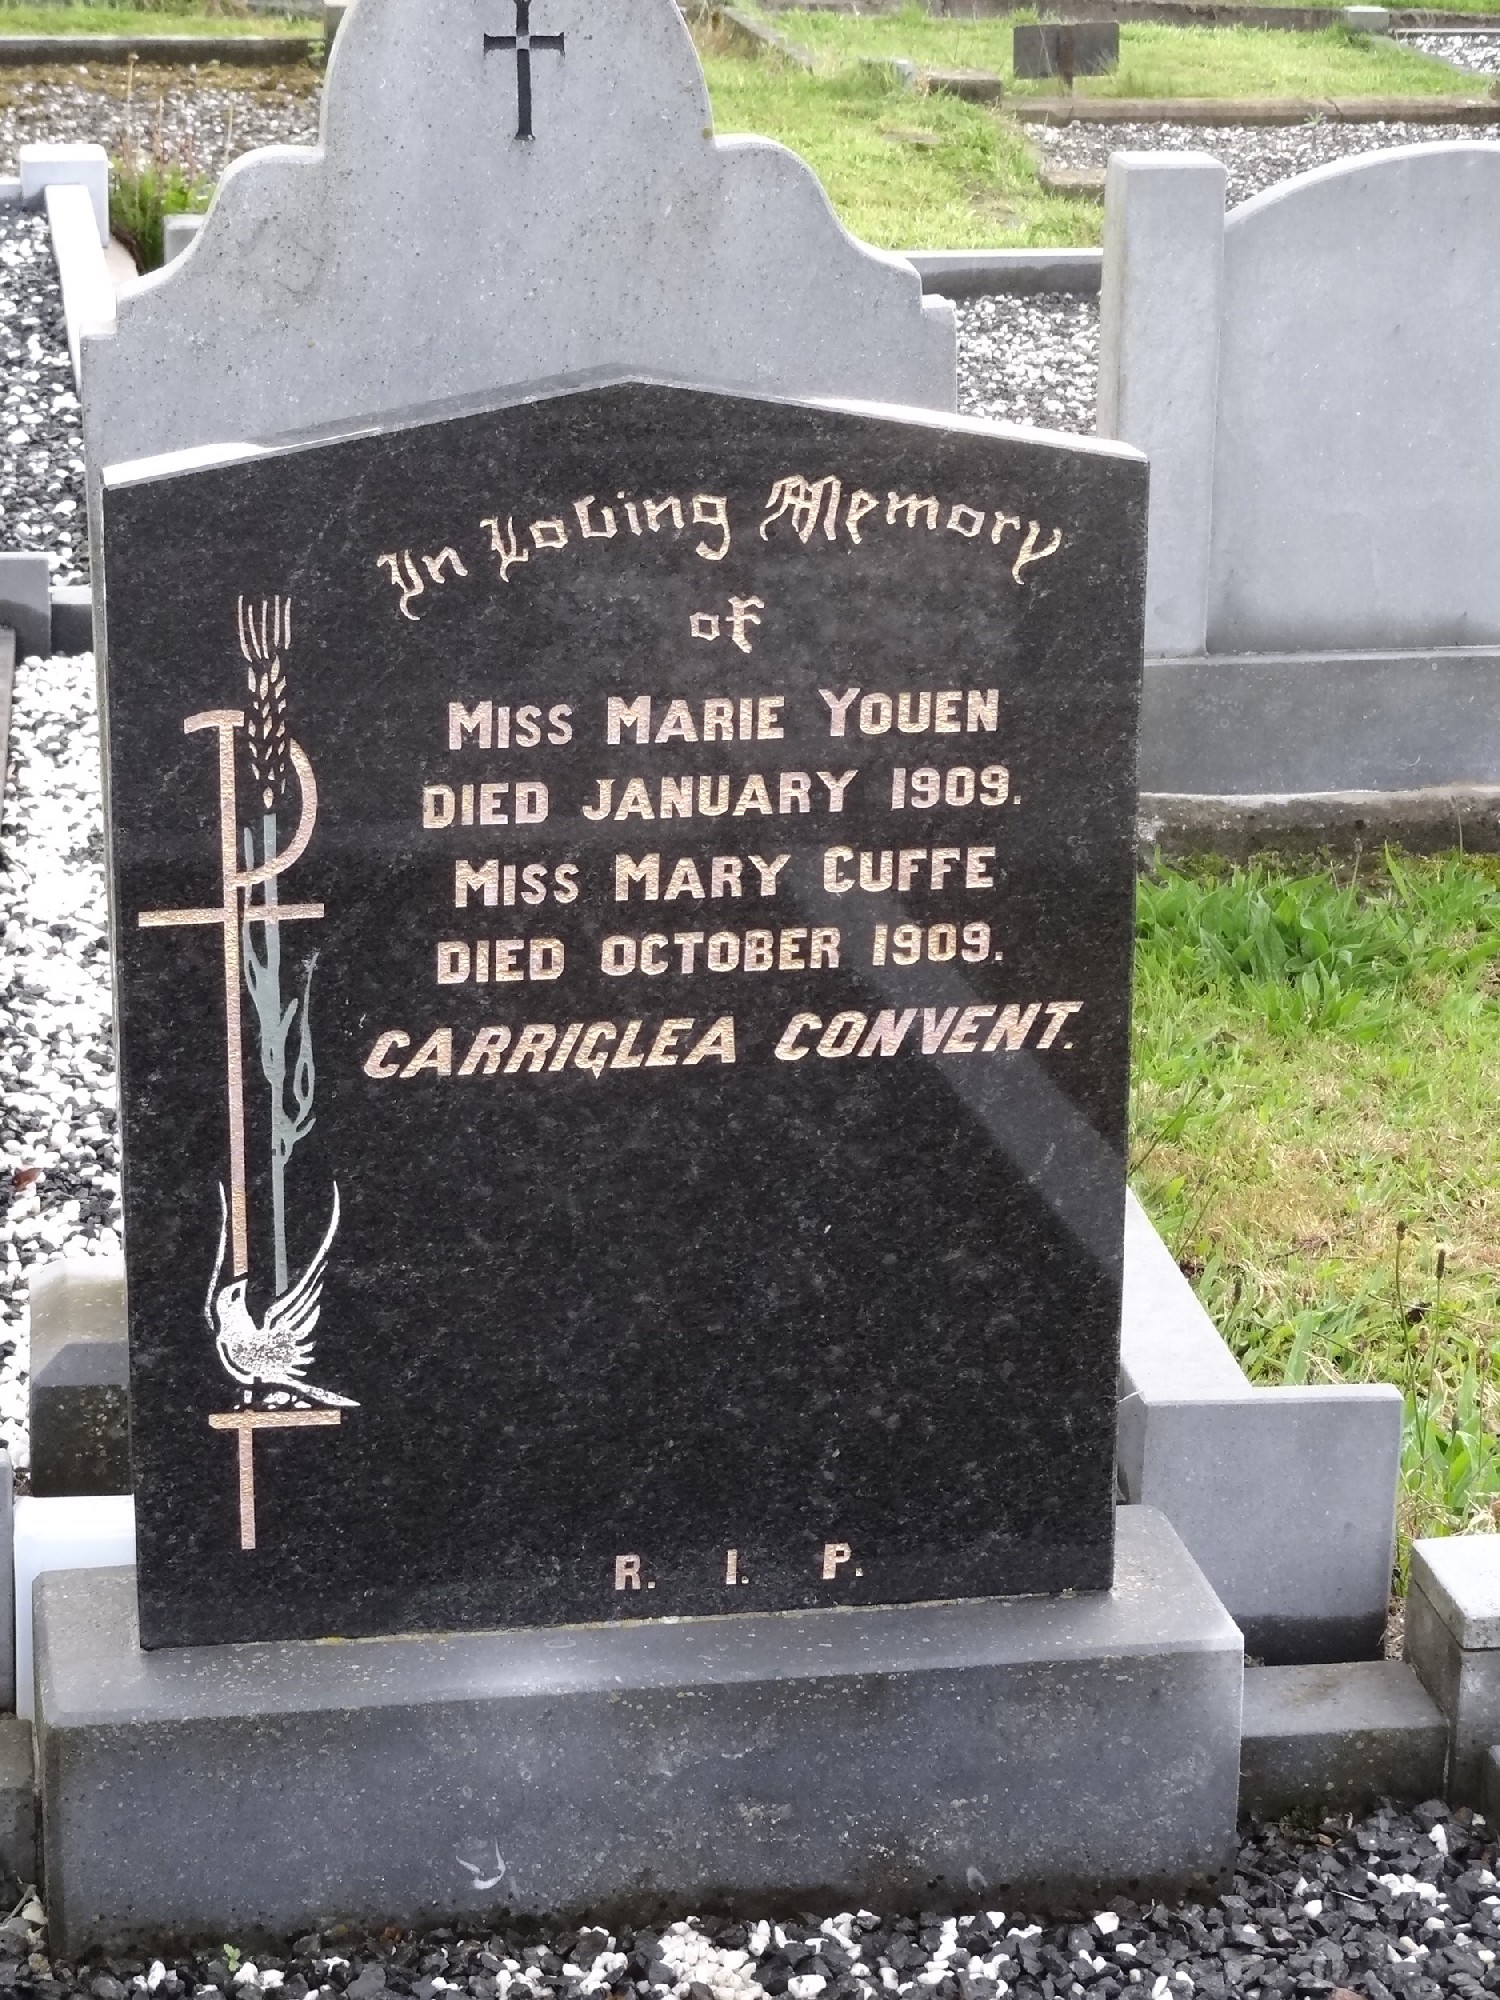 In Loving Memory
of
MISS MARIE YOUEN
DIED JANUARY 1909.
MISS MARY CUFFE
DIED OCTOBER 1909.
CARRIGLEA CONVENT.
R. I. P.